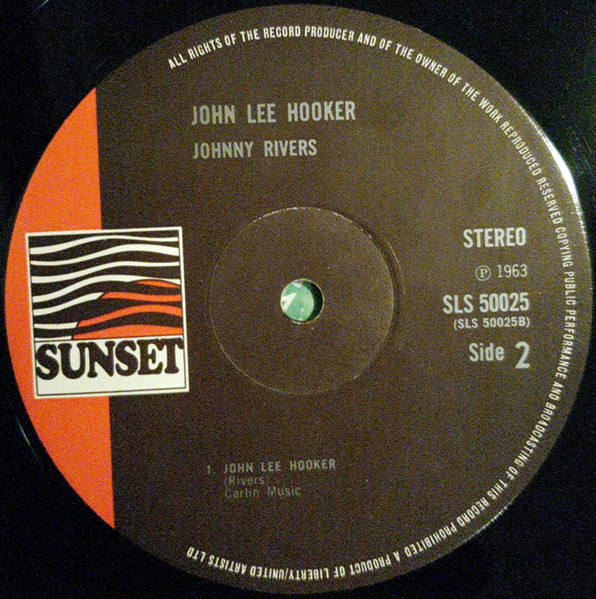 ALL RIGHTS OF THE RECORD PRODUCER AND OF THE OWNER OF THE WORK REPRODUCED RESERVED COPYING PUBLIC PERFORMANCE AND BROADCASTING OF THIS RECORD PROHIBITED A PRODUCT OF LIBERTY/UNITED ARTISTS LTD
JOHN LEE HOOKER
JOHNNY RIVERS
STEREO
Ⓟ 1963
SLS 50025
(SLS 50025B)
Side 2
SUNSET
1. JOHN LEE HOOKER
(Rivers)
Carlin Music